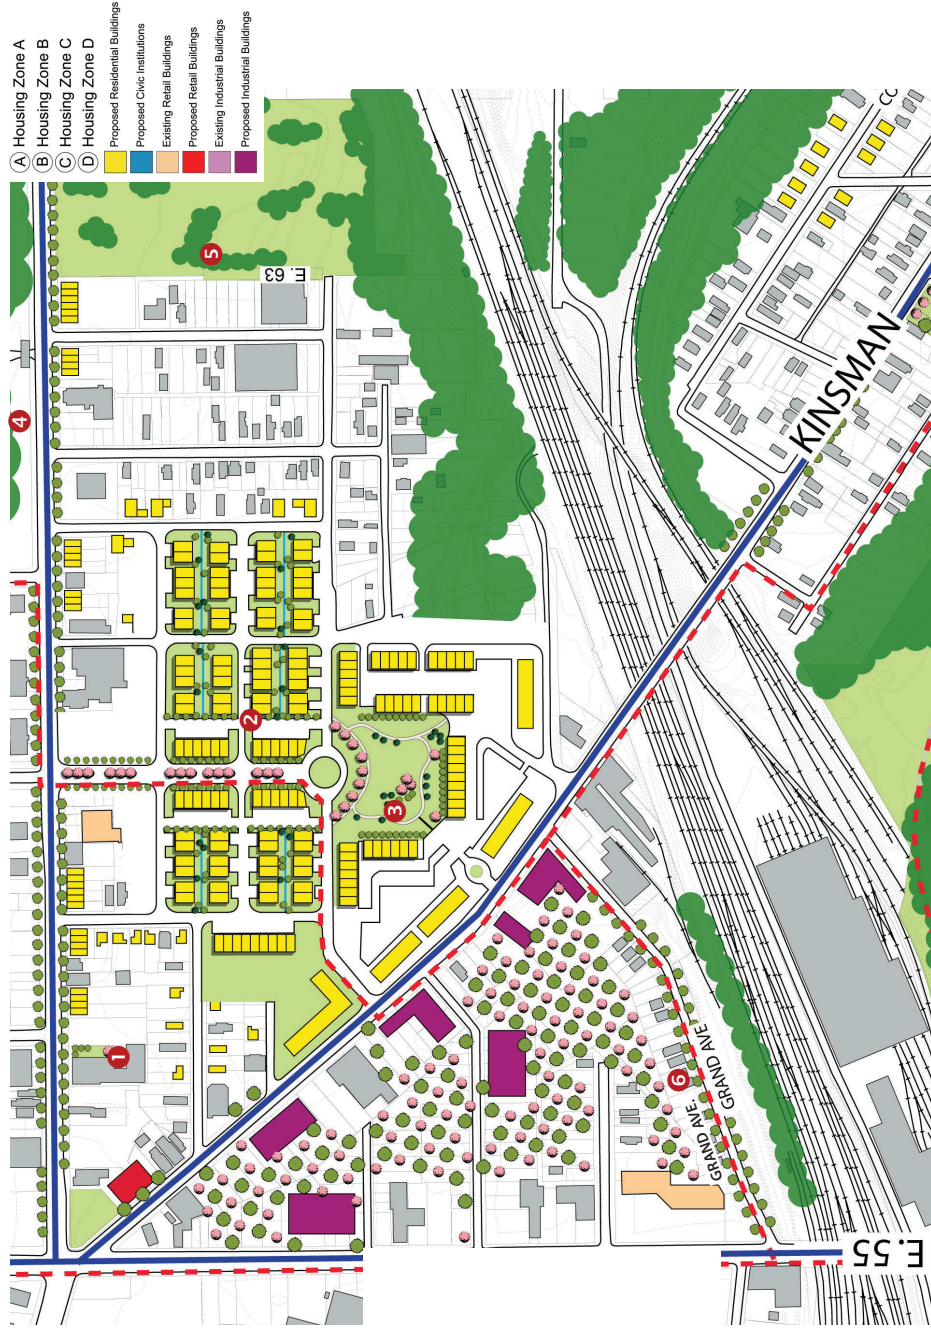 A Housing Zone A
B Housing Zone B
C Housing Zone C
D Housing Zone D
Proposed Residential Buildings
Proposed Civic Institutions
Existing Retail Buildings
Proposed Retail Buildings
Existing Industrial Buildings
Proposed Industrial Buildings
4
5
E. 63
CO
KINSMAN
2
3
1
6
GRAND AVE.
GRAND AVE
E.55